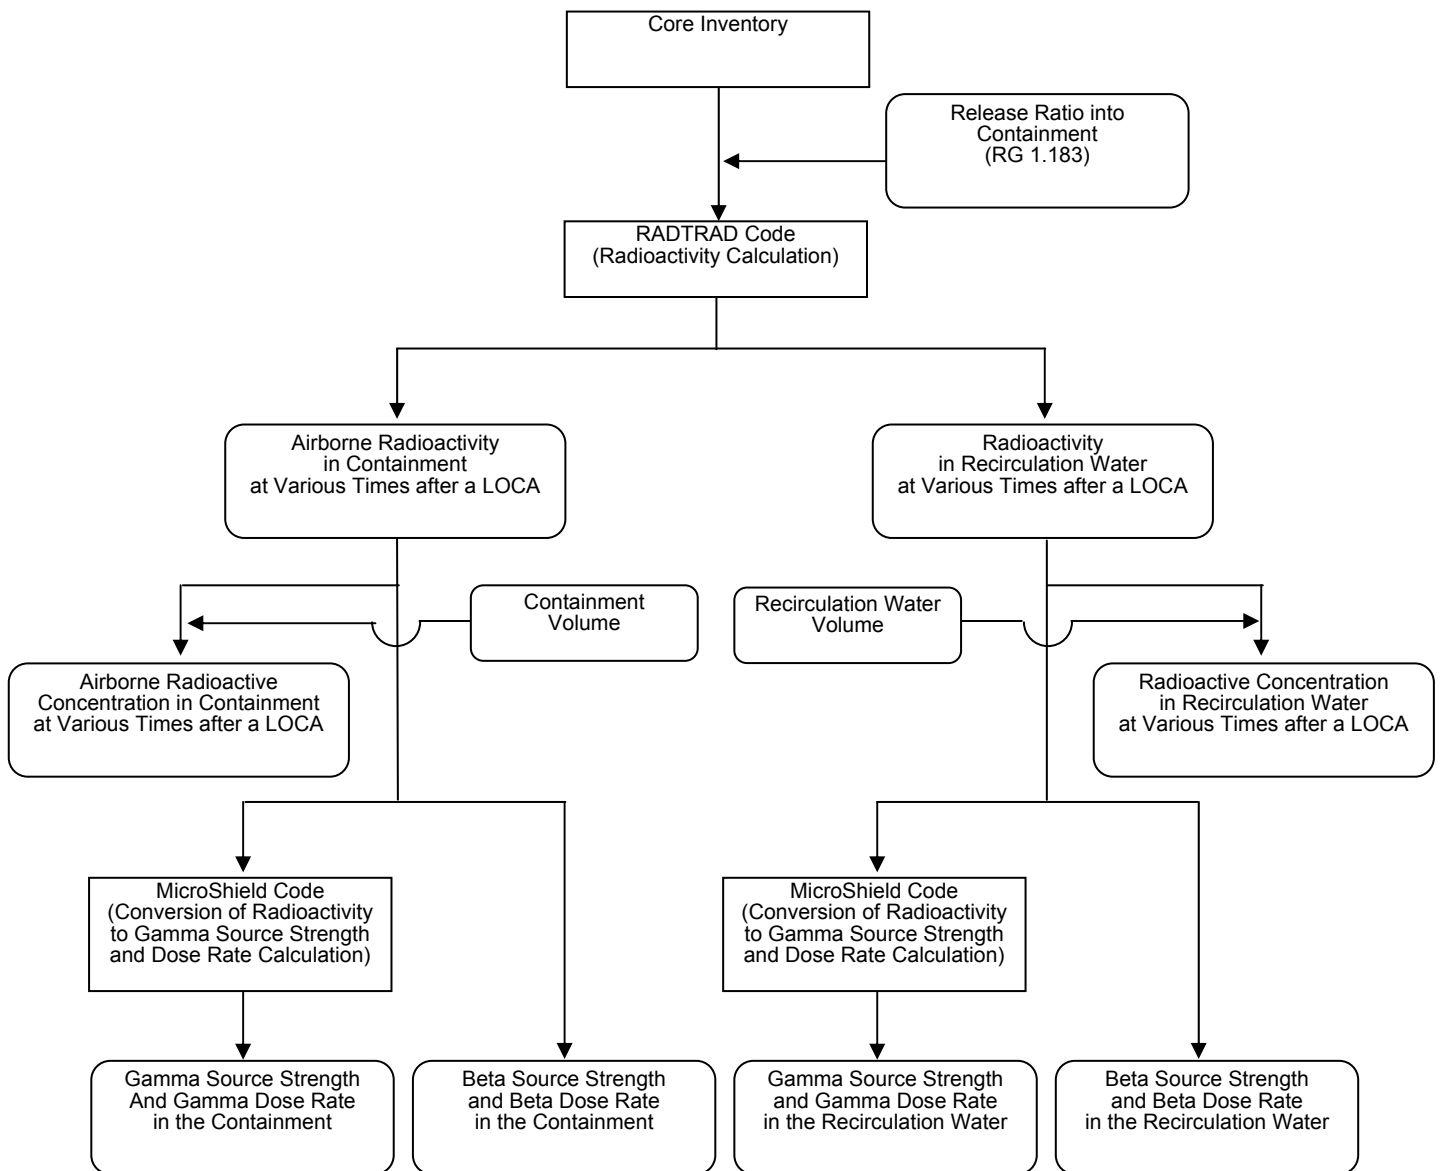 Core Inventory
Release Ratio into
Containment
(RG 1.183)
RADTRAD Code
(Radioactivity Calculation)
Airborne Radioactivity
in Containment
at Various Times after a LOCA
Radioactivity
in Recirculation Water
at Various Times after a LOCA
Containment
Volume
Recirculation Water
Volume
Airborne Radioactive
Concentration in Containment
at Various Times after a LOCA
Radioactive Concentration
in Recirculation Water
at Various Times after a LOCA
MicroShield Code
(Conversion of Radioactivity
to Gamma Source Strength
and Dose Rate Calculation)
MicroShield Code
(Conversion of Radioactivity
to Gamma Source Strength
and Dose Rate Calculation)
Gamma Source Strength
And Gamma Dose Rate
in the Containment
Beta Source Strength
and Beta Dose Rate
in the Containment
Gamma Source Strength
and Gamma Dose Rate
in the Recirculation Water
Beta Source Strength
and Beta Dose Rate
in the Recirculation Water